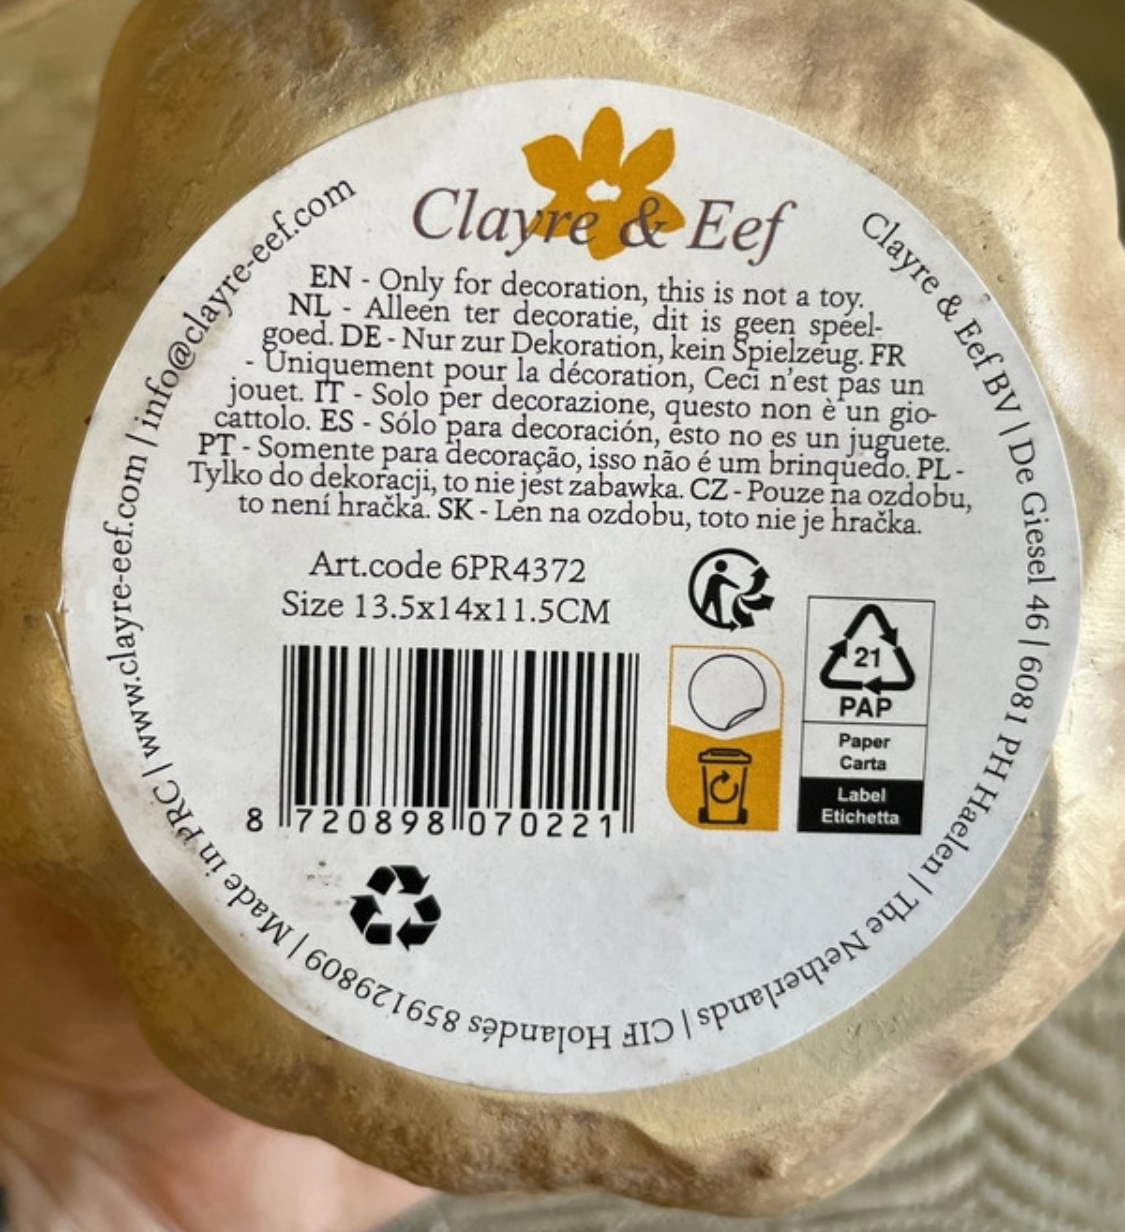 Clayre & Eef
EN - Only for decoration, this is not a toy.
NL - Alleen ter decoratie, dit is geen speel-
goed. DE - Nur zur Dekoration, kein Spielzeug. FR
- Uniquement pour la décoration, Ceci n'est pas un
jouet. IT - Solo per decorazione, questo non è un gio-
cattolo. ES - Sólo para decoración, esto no es un juguete.
PT - Somente para decoração, isso não é um brinquedo. PL -
Tylko do dekoracji, to nie jest zabawka. CZ - Pouze na ozdobu,
to není hračka. SK - Len na ozdobu, toto nie je hračka.
Art.code 6PR4372
Size 13.5x14x11.5CM
8 720898 070221
21
PAP
Paper
Carta
Label
Etichetta
Clayre & Eef BV | De Giesel 46 | 6081 PH Haelen | The Netherlands | CIF Holandés 859129809 | Made in PRC | www.clayre-eef.com | info@clayre-eef.com